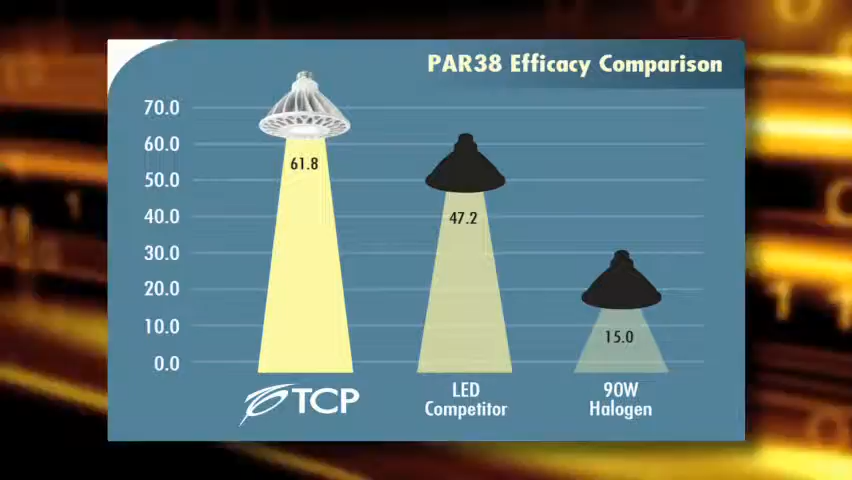 PAR38 Efficacy Comparison
70.0
60.0
50.0
40.0
30.0
20.0
10.0
0.0
61.8
47.2
15.0
TCP
LED
Competitor
90W
Halogen